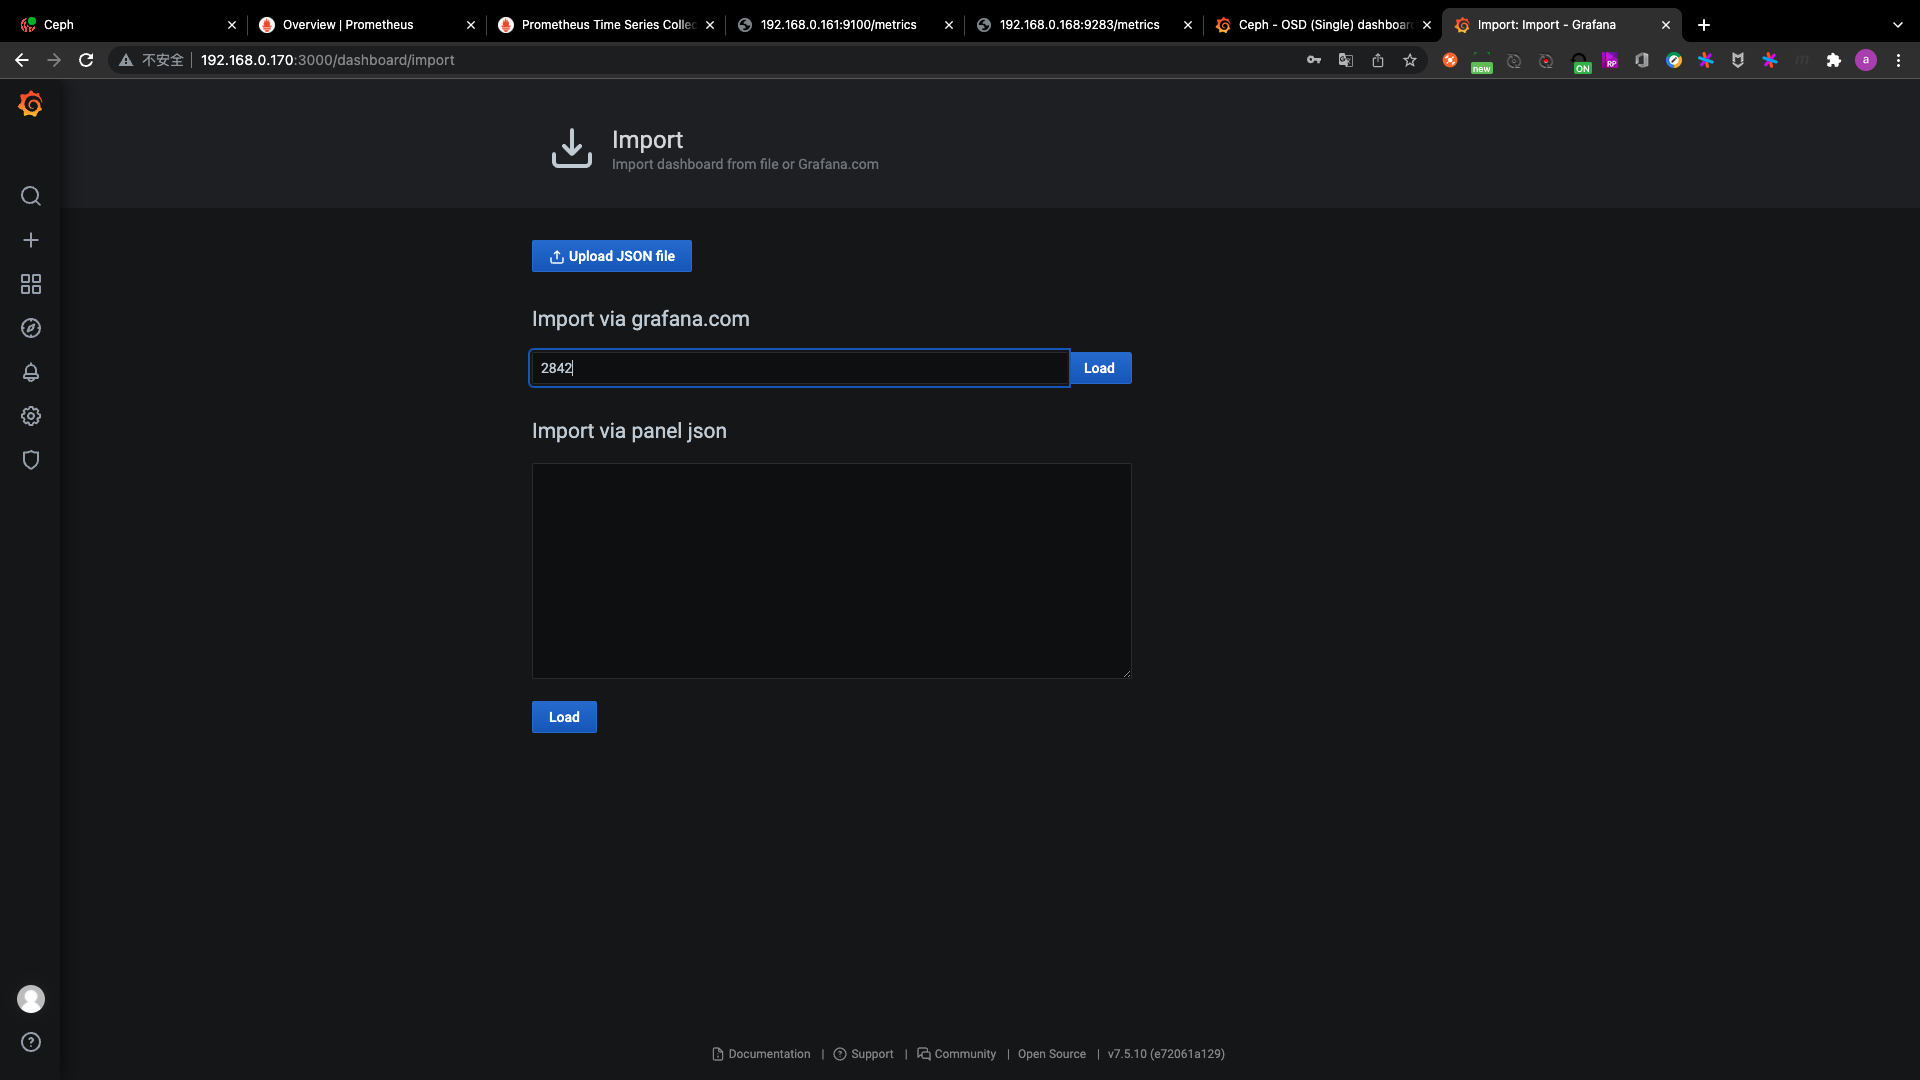 Ceph
Overview | Prometheus
Prometheus Time Series Collec
192.168.0.161:9100/metrics
192.168.0.168:9283/metrics
Ceph - OSD (Single) dashboar
Import: Import - Grafana
不安全
192.168.0.170:3000/dashboard/import
new
ON
RP
a
Import
Import dashboard from file or Grafana.com
Upload JSON file
Import via grafana.com
2842
Load
Import via panel json
Load
Documentation | Support | Community | Open Source | v7.5.10 (e72061a129)